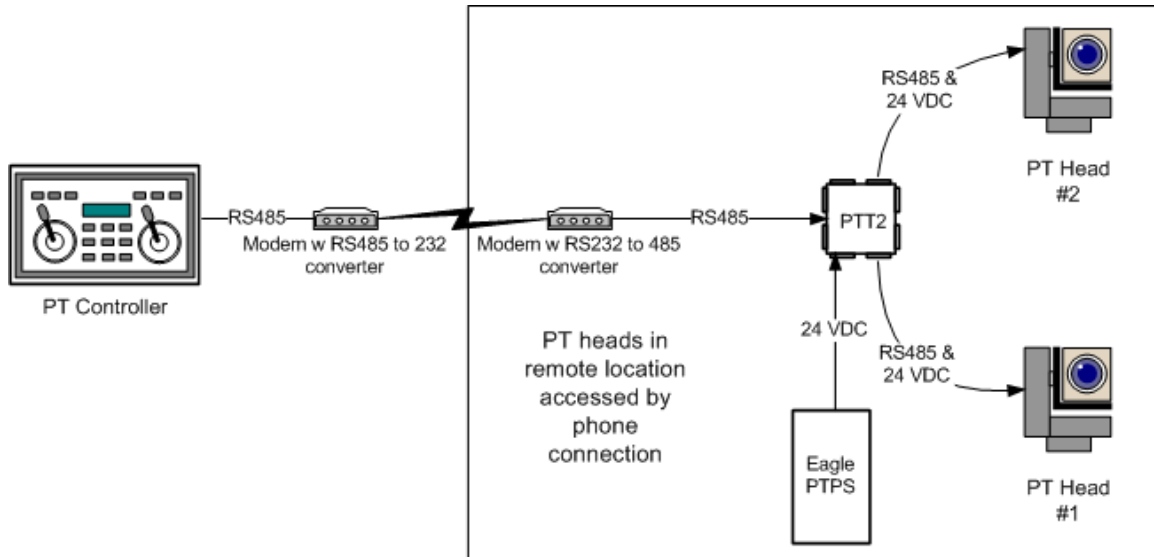 PT Controller
RS485
Modem w RS485 to 232
converter
Modem w RS232 to 485
converter
RS485
PTT2
RS485 &
24 VDC
PT Head
#2
24 VDC
RS485 &
24 VDC
PT Head
#1
Eagle
PTPS
PT heads in
remote location
accessed by
phone
connection